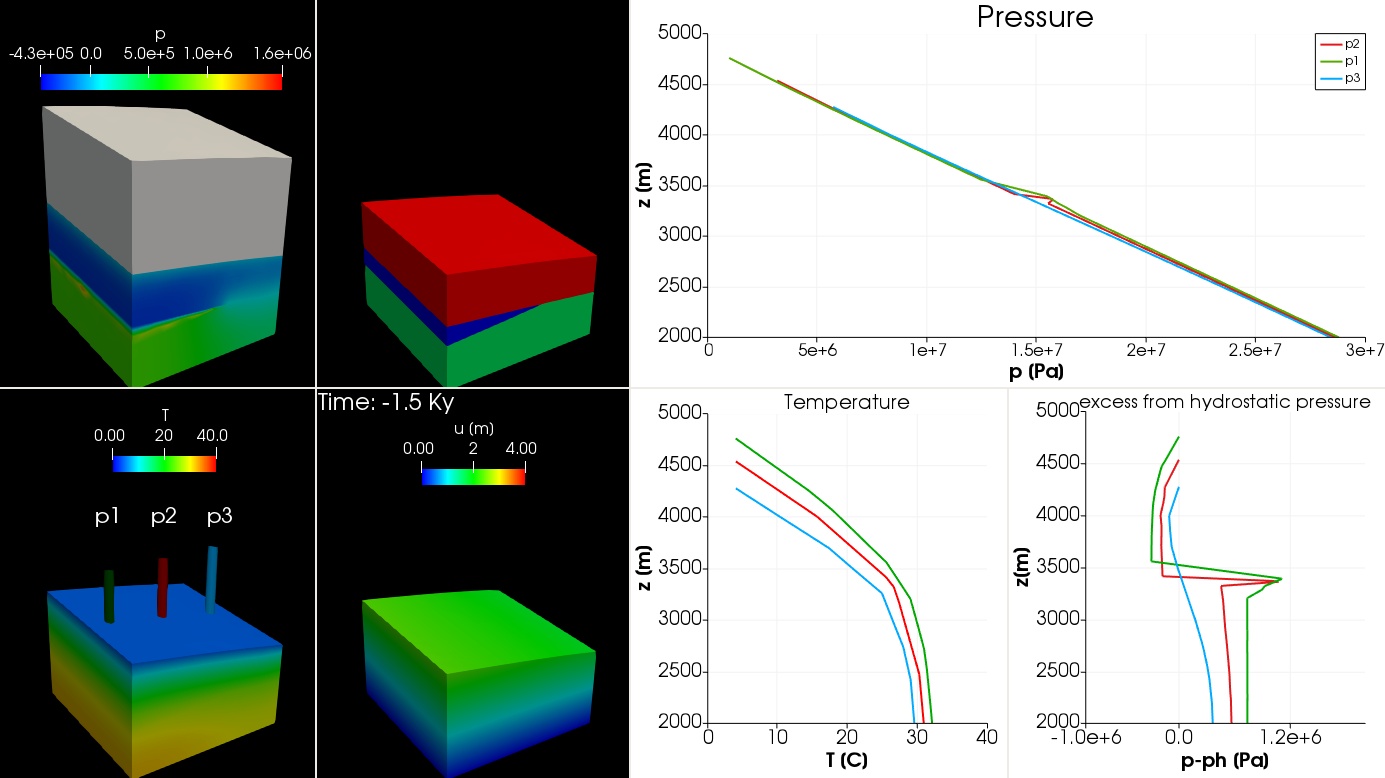 p
-4.3e+05 0.0 5.0e+5 1.0e+6 1.6e+06
Pressure
z (m)
5000
4500
4000
3500
3000
2500
2000
0 5e+6 1e+7 1.5e+7 2e+7 2.5e+7 3e+7
p (Pa)
p2
p1
p3
T
0.00 20 40.0
p1 p2 p3
Time: -1.5 Ky
u (m)
0.00 2 4.00
Temperature
z (m)
5000
4500
4000
3500
3000
2500
2000
0 10 20 30 40
T (C)
excess from hydrostatic pressure
z(m)
5000
4500
4000
3500
3000
2500
2000
-1.0e+6 0.0 1.2e+6
p-ph (Pa)